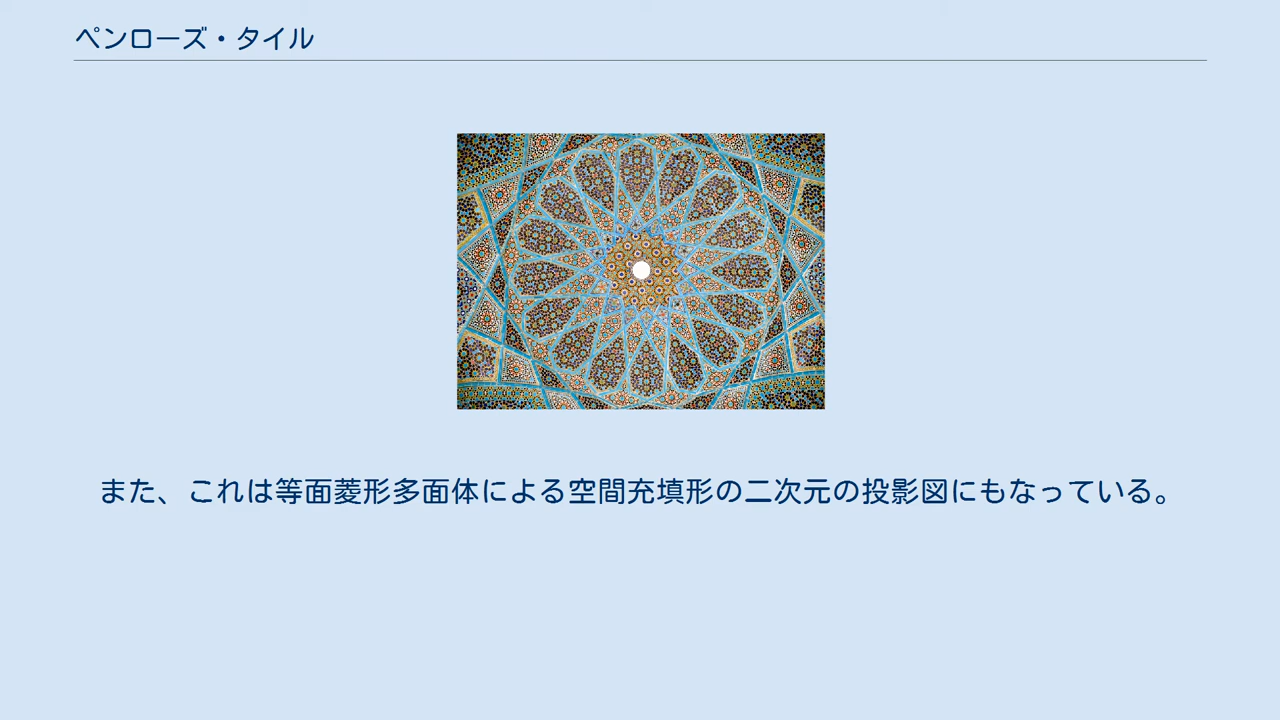 ペンローズ・タイル
また、これは等面菱形多面体による空間充填形の二次元の投影図にもなっている。